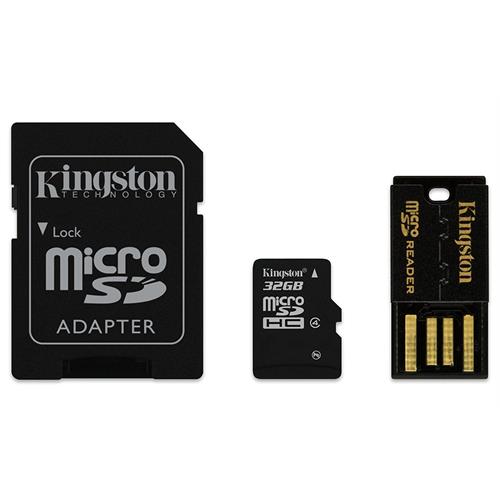 Kingston
TECHNOLOGY
Lock
micro
SD
ADAPTER
Kingston
32GB
micro
SD
HC 4
Kingston
micro
SD
READER